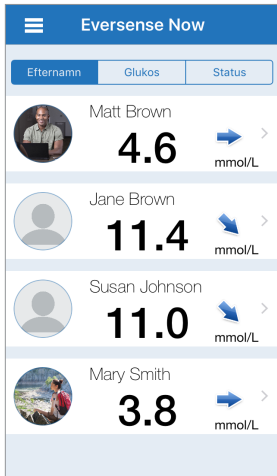 Eversense Now
Efternamn Glukos Status
Matt Brown
4.6
mmol/L
Jane Brown
11.4
mmol/L
Susan Johnson
11.0
mmol/L
Mary Smith
3.8
mmol/L